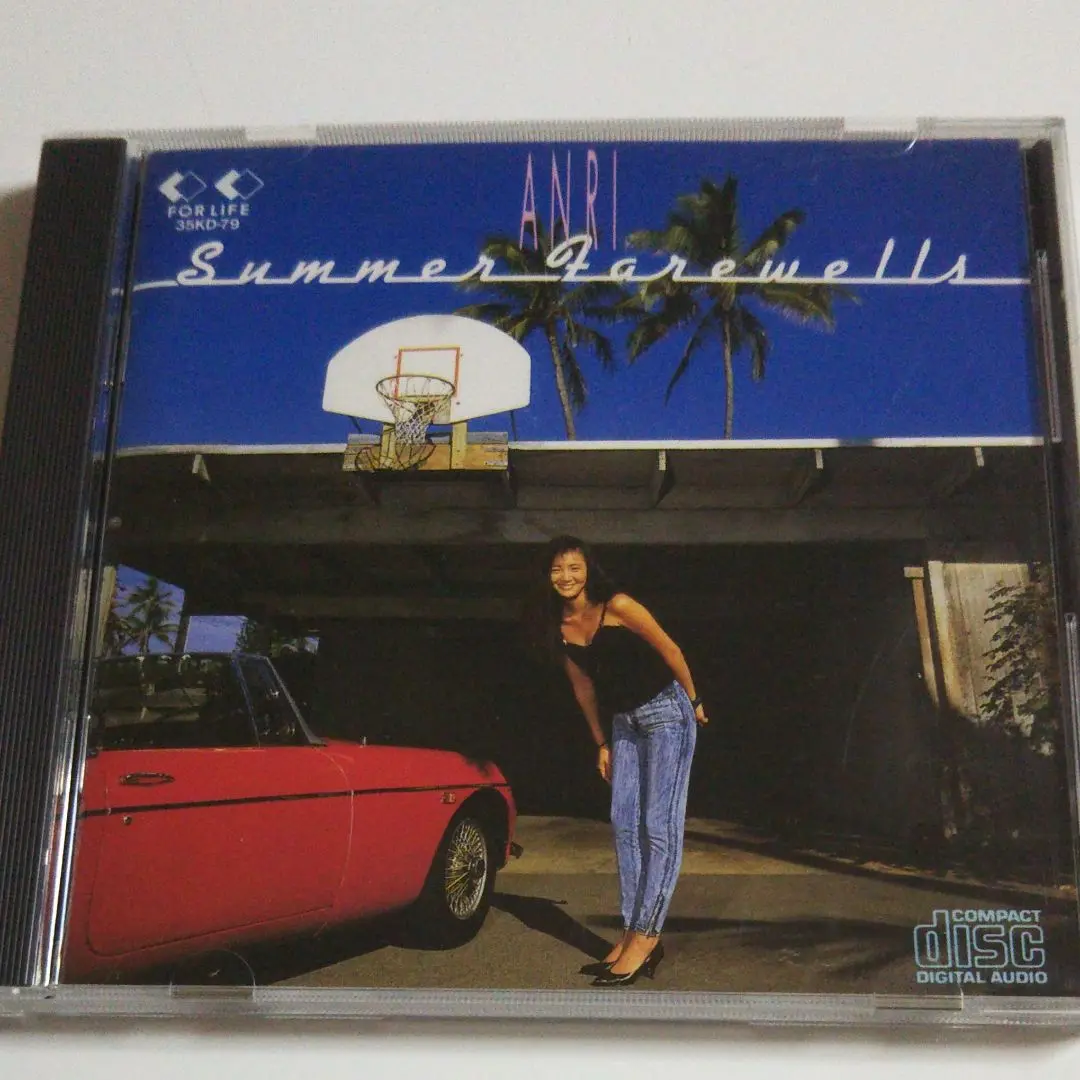 ANRI
FOR LIFE
35KD-79
Summer Farewells
COMPACT
disc
DIGITAL AUDIO